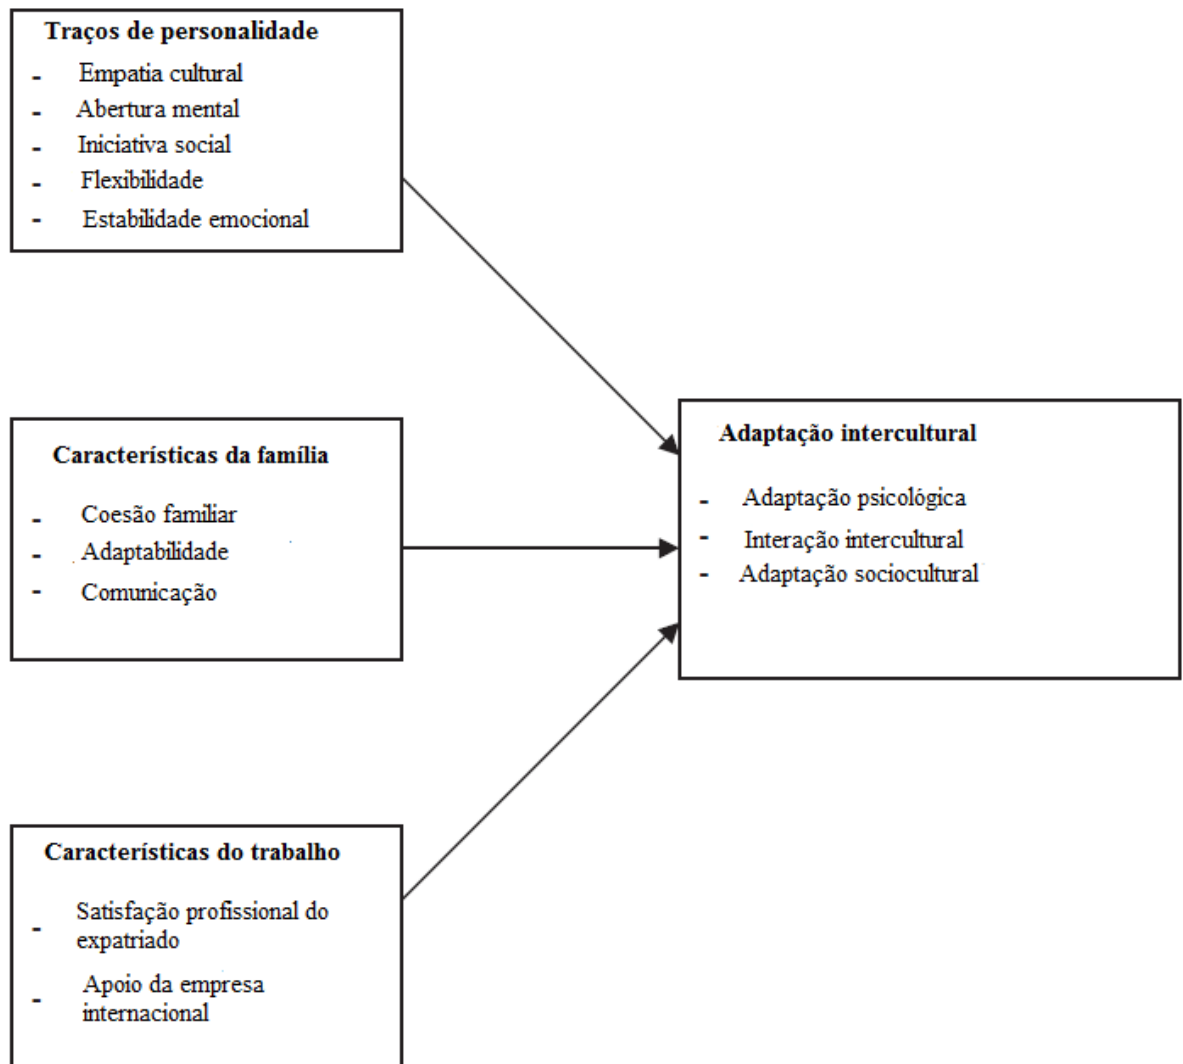 Traços de personalidade
- Empatia cultural
- Abertura mental
- Iniciativa social
- Flexibilidade
- Estabilidade emocional
Características da família
- Coesão familiar
- Adaptabilidade
- Comunicação
Adaptação intercultural
- Adaptação psicológica
- Interação intercultural
- Adaptação sociocultural
Características do trabalho
- Satisfação profissional do
expatriado
- Apoio da empresa
internacional